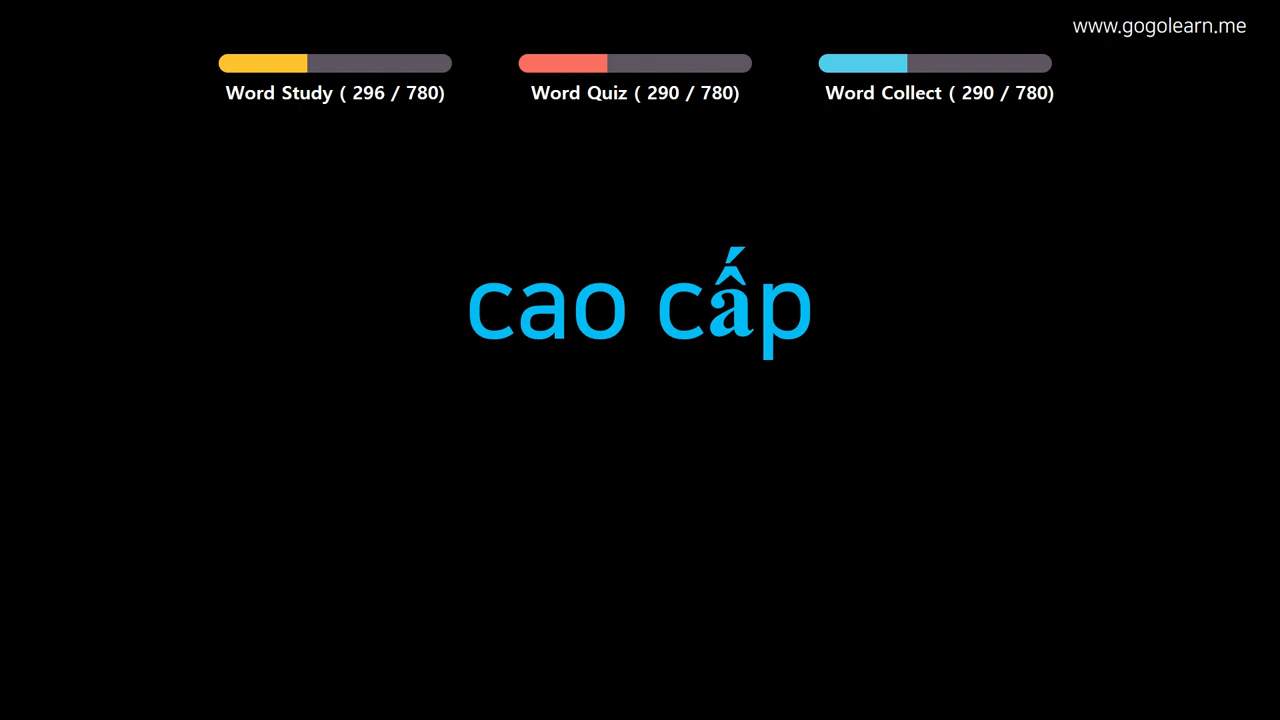 www.gogolearn.me
Word Study ( 296 / 780)
Word Quiz ( 290 / 780)
Word Collect ( 290 / 780)
cao cấp